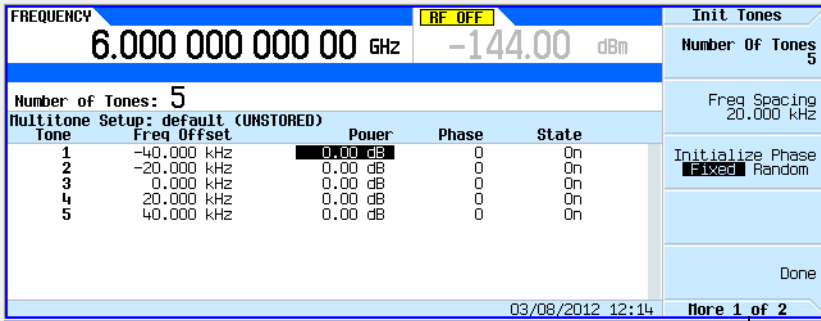 FREQUENCY RF OFF Init Tones
6.000 000 000 00 GHz -144.00 dBm
Number Of Tones
5
Number of Tones: 5
Freq Spacing
20.000 kHz
Multitone Setup: default (UNSTORED)
Tone Freq Offset Power Phase State
1 -40.000 kHz 0.00 dB 0 On
2 -20.000 kHz 0.00 dB 0 On
3 0.000 kHz 0.00 dB 0 On
4 20.000 kHz 0.00 dB 0 On
5 40.000 kHz 0.00 dB 0 On
Initialize Phase
Fixed Random
Done
03/08/2012 12:14 More 1 of 2